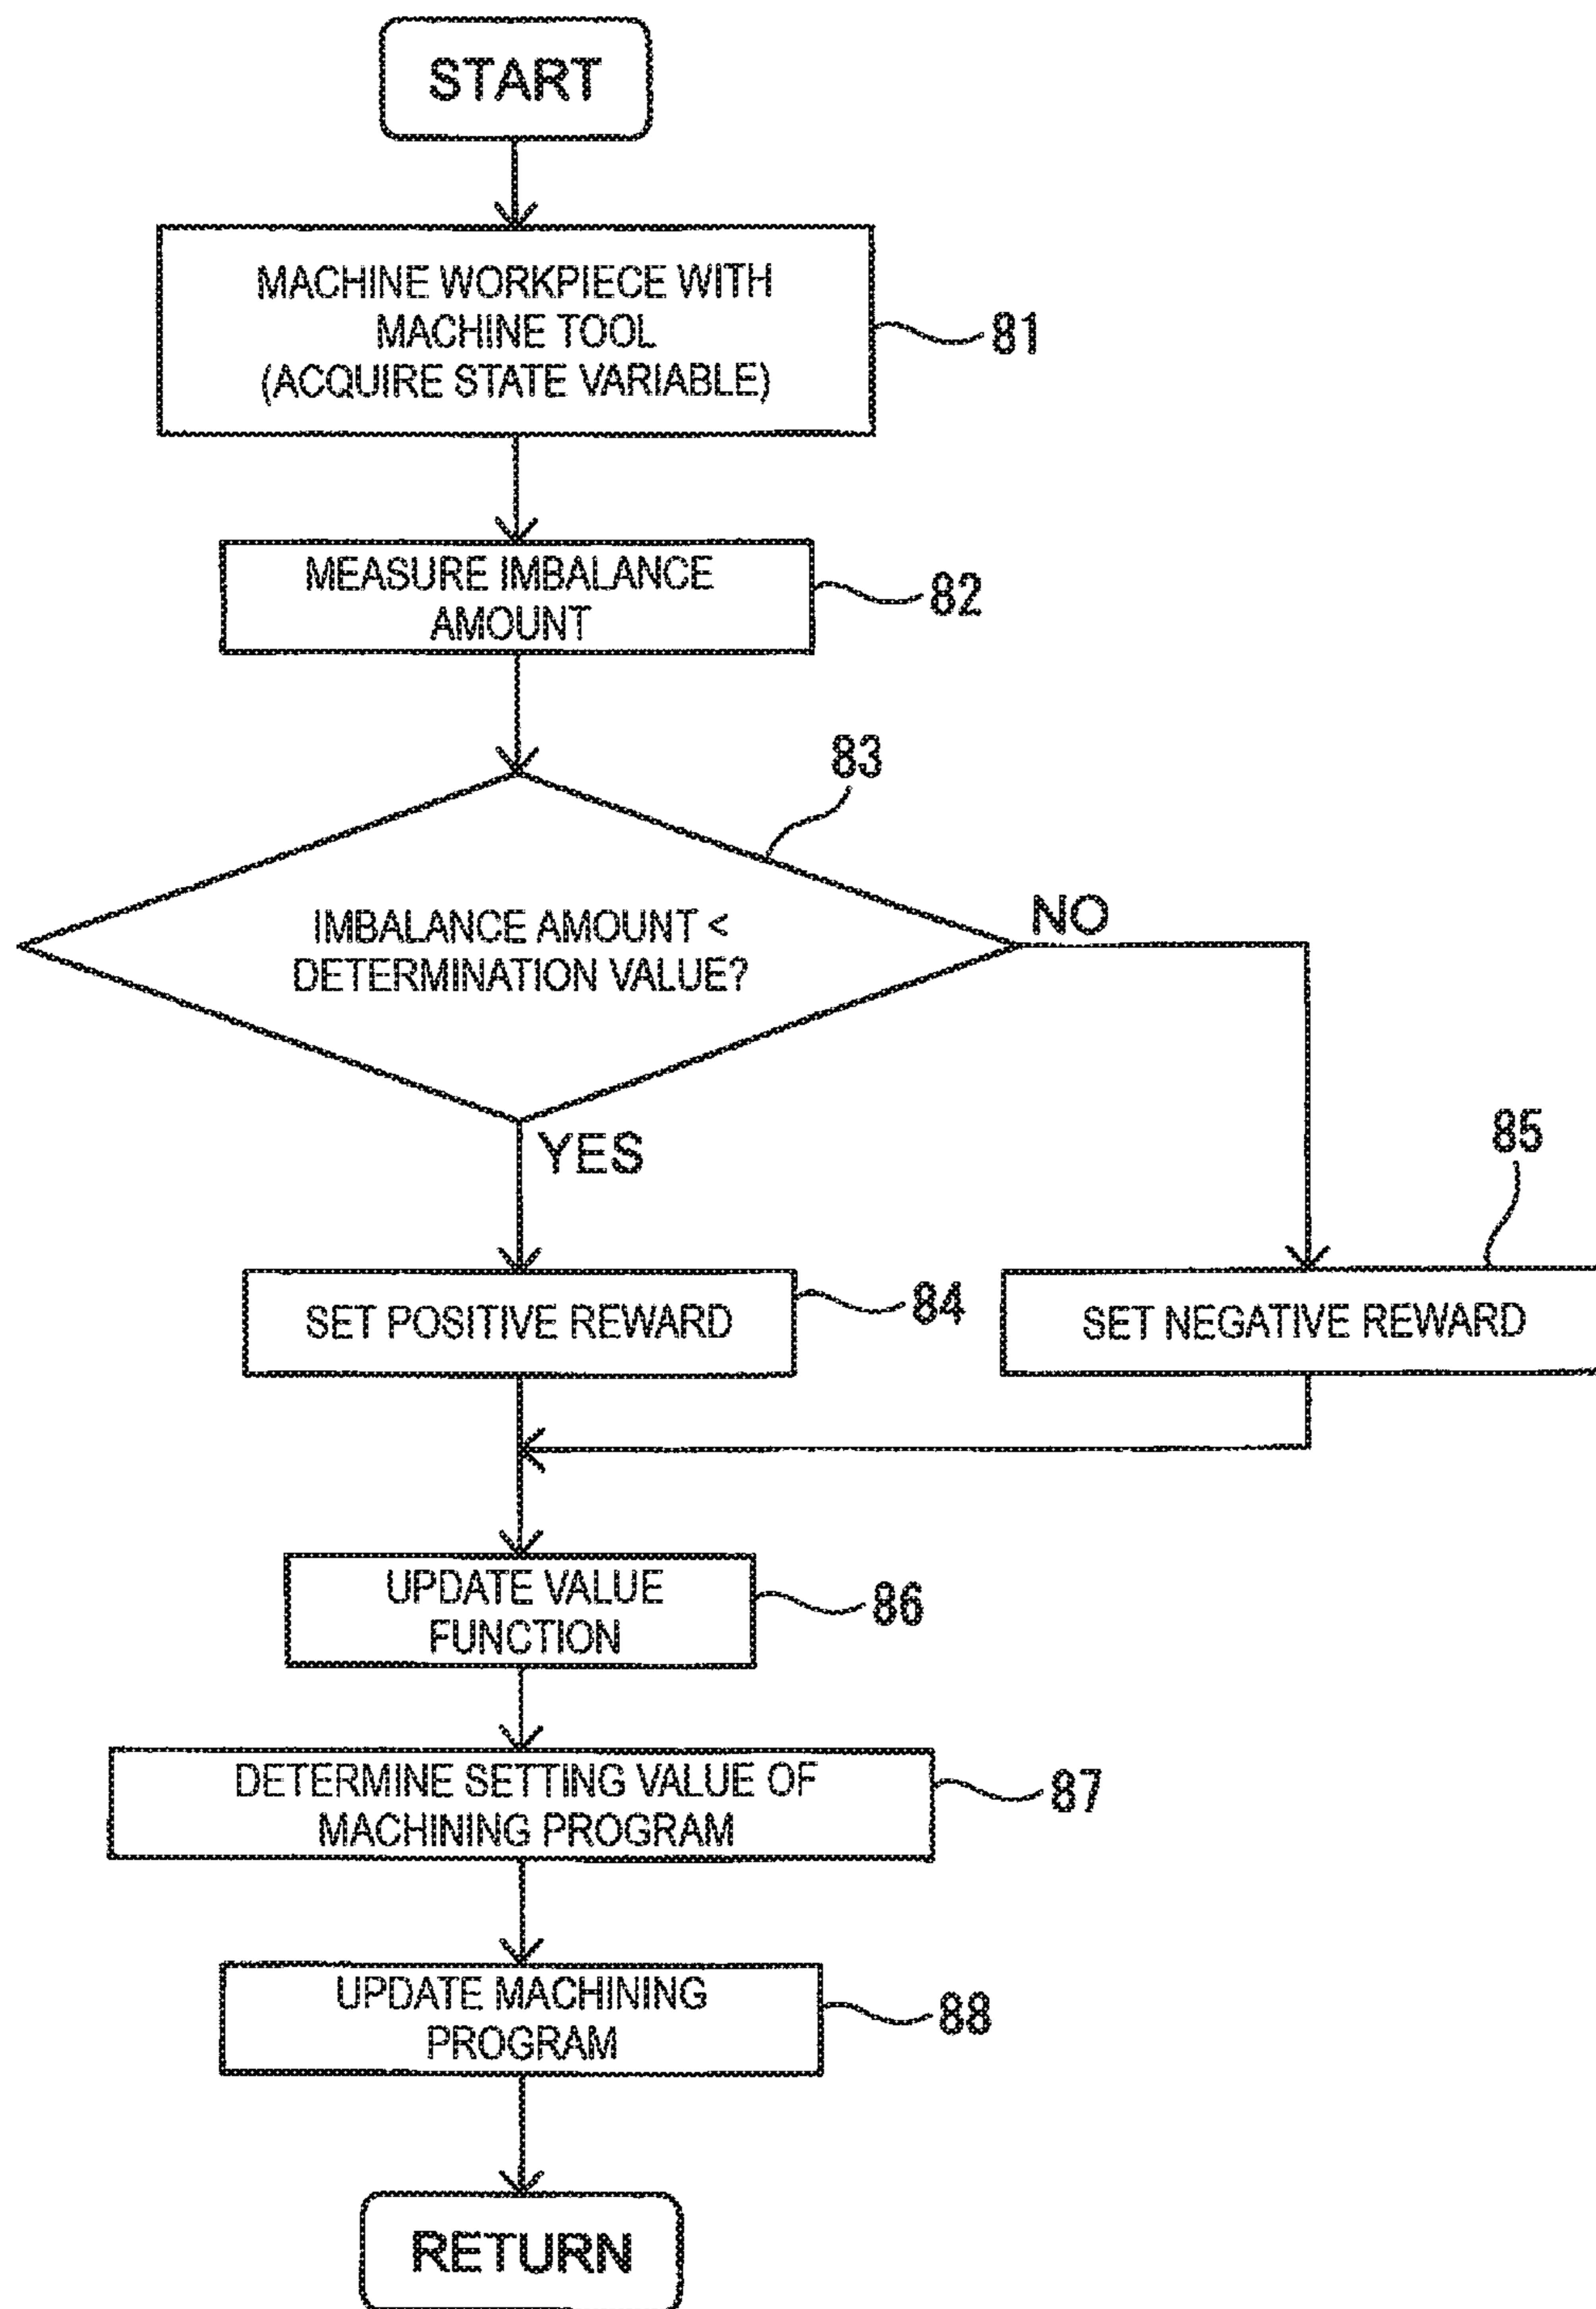 START
MACHINE WORKPIECE WITH
MACHINE TOOL
(ACQUIRE STATE VARIABLE)
81
MEASURE IMBALANCE
AMOUNT
82
83
IMBALANCE AMOUNT <
DETERMINATION VALUE?
NO
YES
85
SET POSITIVE REWARD
84
SET NEGATIVE REWARD
UPDATE VALUE
FUNCTION
86
DETERMINE SETTING VALUE OF
MACHINING PROGRAM
87
UPDATE MACHINING
PROGRAM
88
RETURN